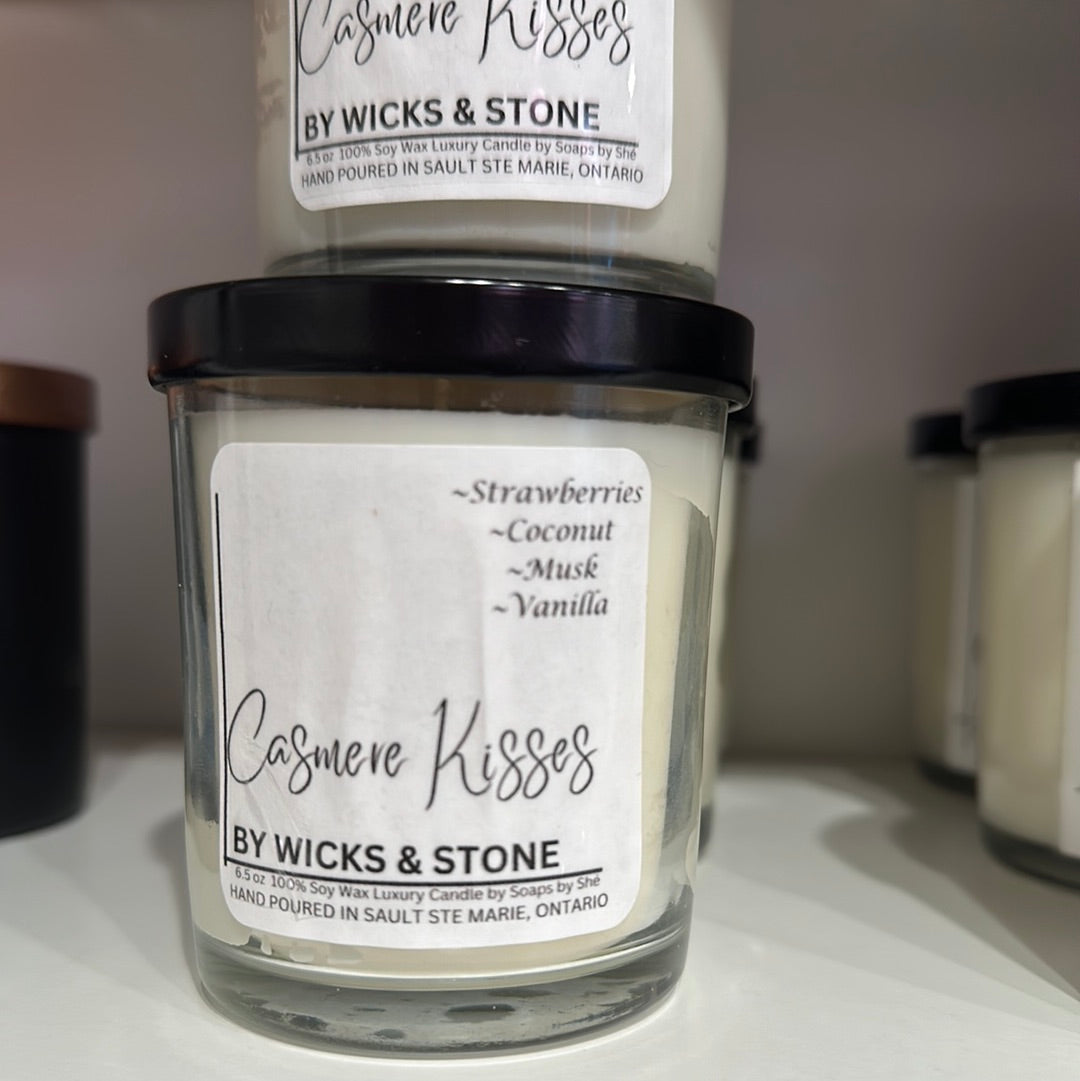 Casmere Kisses
BY WICKS & STONE
6.5 oz 100% Soy Wax Luxury Candle by Soaps by Shé
HAND POURED IN SAULT STE MARIE, ONTARIO
~Strawberries
~Coconut
~Musk
~Vanilla
Casmere Kisses
BY WICKS & STONE
6.5 oz 100% Soy Wax Luxury Candle by Soaps by Shé
HAND POURED IN SAULT STE MARIE, ONTARIO